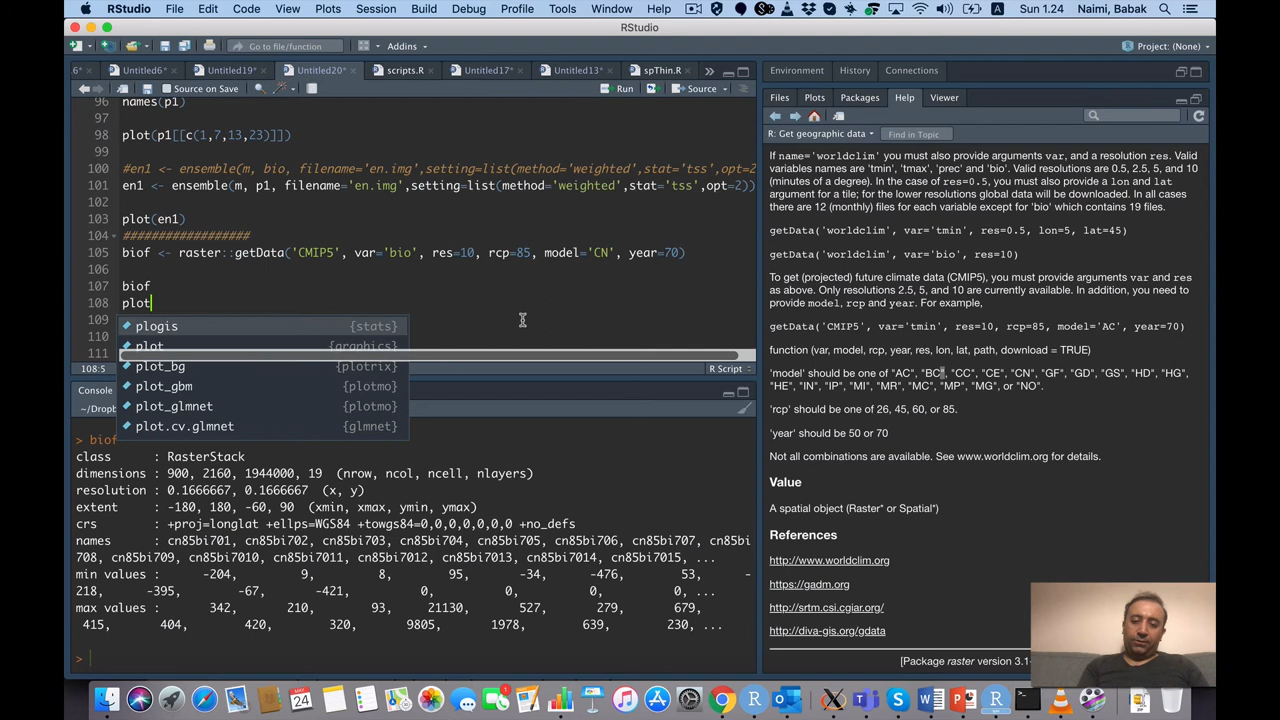 RStudio File Edit Code View Plots Session Build Debug Profile Tools Window Help Sun 1.24 Naimi, Babak
RStudio
Go to file/function Addins Project: (None)
6* Untitled6* Untitled19* Untitled20* scripts.R Untitled17* Untitled13* spThin.R
Source on Save Run Source
96 names(p1)
97
98 plot(p1[[c(1,7,13,23)]])
99
100 #en1 <- ensemble(m, bio, filename='en.img',setting=list(method='weighted',stat='tss',opt=2
101 en1 <- ensemble(m, p1, filename='en.img',setting=list(method='weighted',stat='tss',opt=2))
102
103 plot(en1)
104 #################
105 biof <- raster::getData('CMIP5', var='bio', res=10, rcp=85, model='CN', year=70)
106
107 biof
108 plot
109 plogis {stats}
110 plot {graphics}
111 plot_bg {plotrix}
plot_gbm {plotmo}
plot_glmnet {plotmo}
plot.cv.glmnet {glmnet}
108:5 R Script
Console
~/Dropb
> biof
class : RasterStack
dimensions : 900, 2160, 1944000, 19 (nrow, ncol, ncell, nlayers)
resolution : 0.1666667, 0.1666667 (x, y)
extent : -180, 180, -60, 90 (xmin, xmax, ymin, ymax)
crs : +proj=longlat +ellps=WGS84 +towgs84=0,0,0,0,0,0,0 +no_defs
names : cn85bi701, cn85bi702, cn85bi703, cn85bi704, cn85bi705, cn85bi706, cn85bi707, cn85bi
708, cn85bi709, cn85bi7010, cn85bi7011, cn85bi7012, cn85bi7013, cn85bi7014, cn85bi7015, ...
min values : -204, 9, 8, 95, -34, -476, 53, -
218, -395, -67, -421, 0, 0, 0, 0, ...
max values : 342, 210, 93, 21130, 527, 279, 679,
415, 404, 420, 320, 9805, 1978, 639, 230, ...
>
Environment History Connections
Files Plots Packages Help Viewer
R: Get geographic data Find in Topic
If name='worldclim' you must also provide arguments var, and a resolution res. Valid
variables names are 'tmin', 'tmax', 'prec' and 'bio'. Valid resolutions are 0.5, 2.5, 5, and 10
(minutes of a degree). In the case of res=0.5, you must also provide a lon and lat
argument for a tile; for the lower resolutions global data will be downloaded. In all cases
there are 12 (monthly) files for each variable except for 'bio' which contains 19 files.
getData('worldclim', var='tmin', res=0.5, lon=5, lat=45)
getData('worldclim', var='bio', res=10)
To get (projected) future climate data (CMIP5), you must provide arguments var and res
as above. Only resolutions 2.5, 5, and 10 are currently available. In addition, you need to
provide model, rcp and year. For example,
getData('CMIP5', var='tmin', res=10, rcp=85, model='AC', year=70)
function (var, model, rcp, year, res, lon, lat, path, download = TRUE)
'model' should be one of "AC", "BC", "CC", "CE", "CN", "GF", "GD", "GS", "HD", "HG",
"HE", "IN", "IP", "MI", "MR", "MC", "MP", "MG", or "NO".
'rcp' should be one of 26, 45, 60, or 85.
'year' should be 50 or 70
Not all combinations are available. See www.worldclim.org for details.
Value
A spatial object (Raster* or Spatial*)
References
http://www.worldclim.org
https://gadm.org
http://srtm.csi.cgiar.org/
http://diva-gis.org/gdata
[Package raster version 3.1-